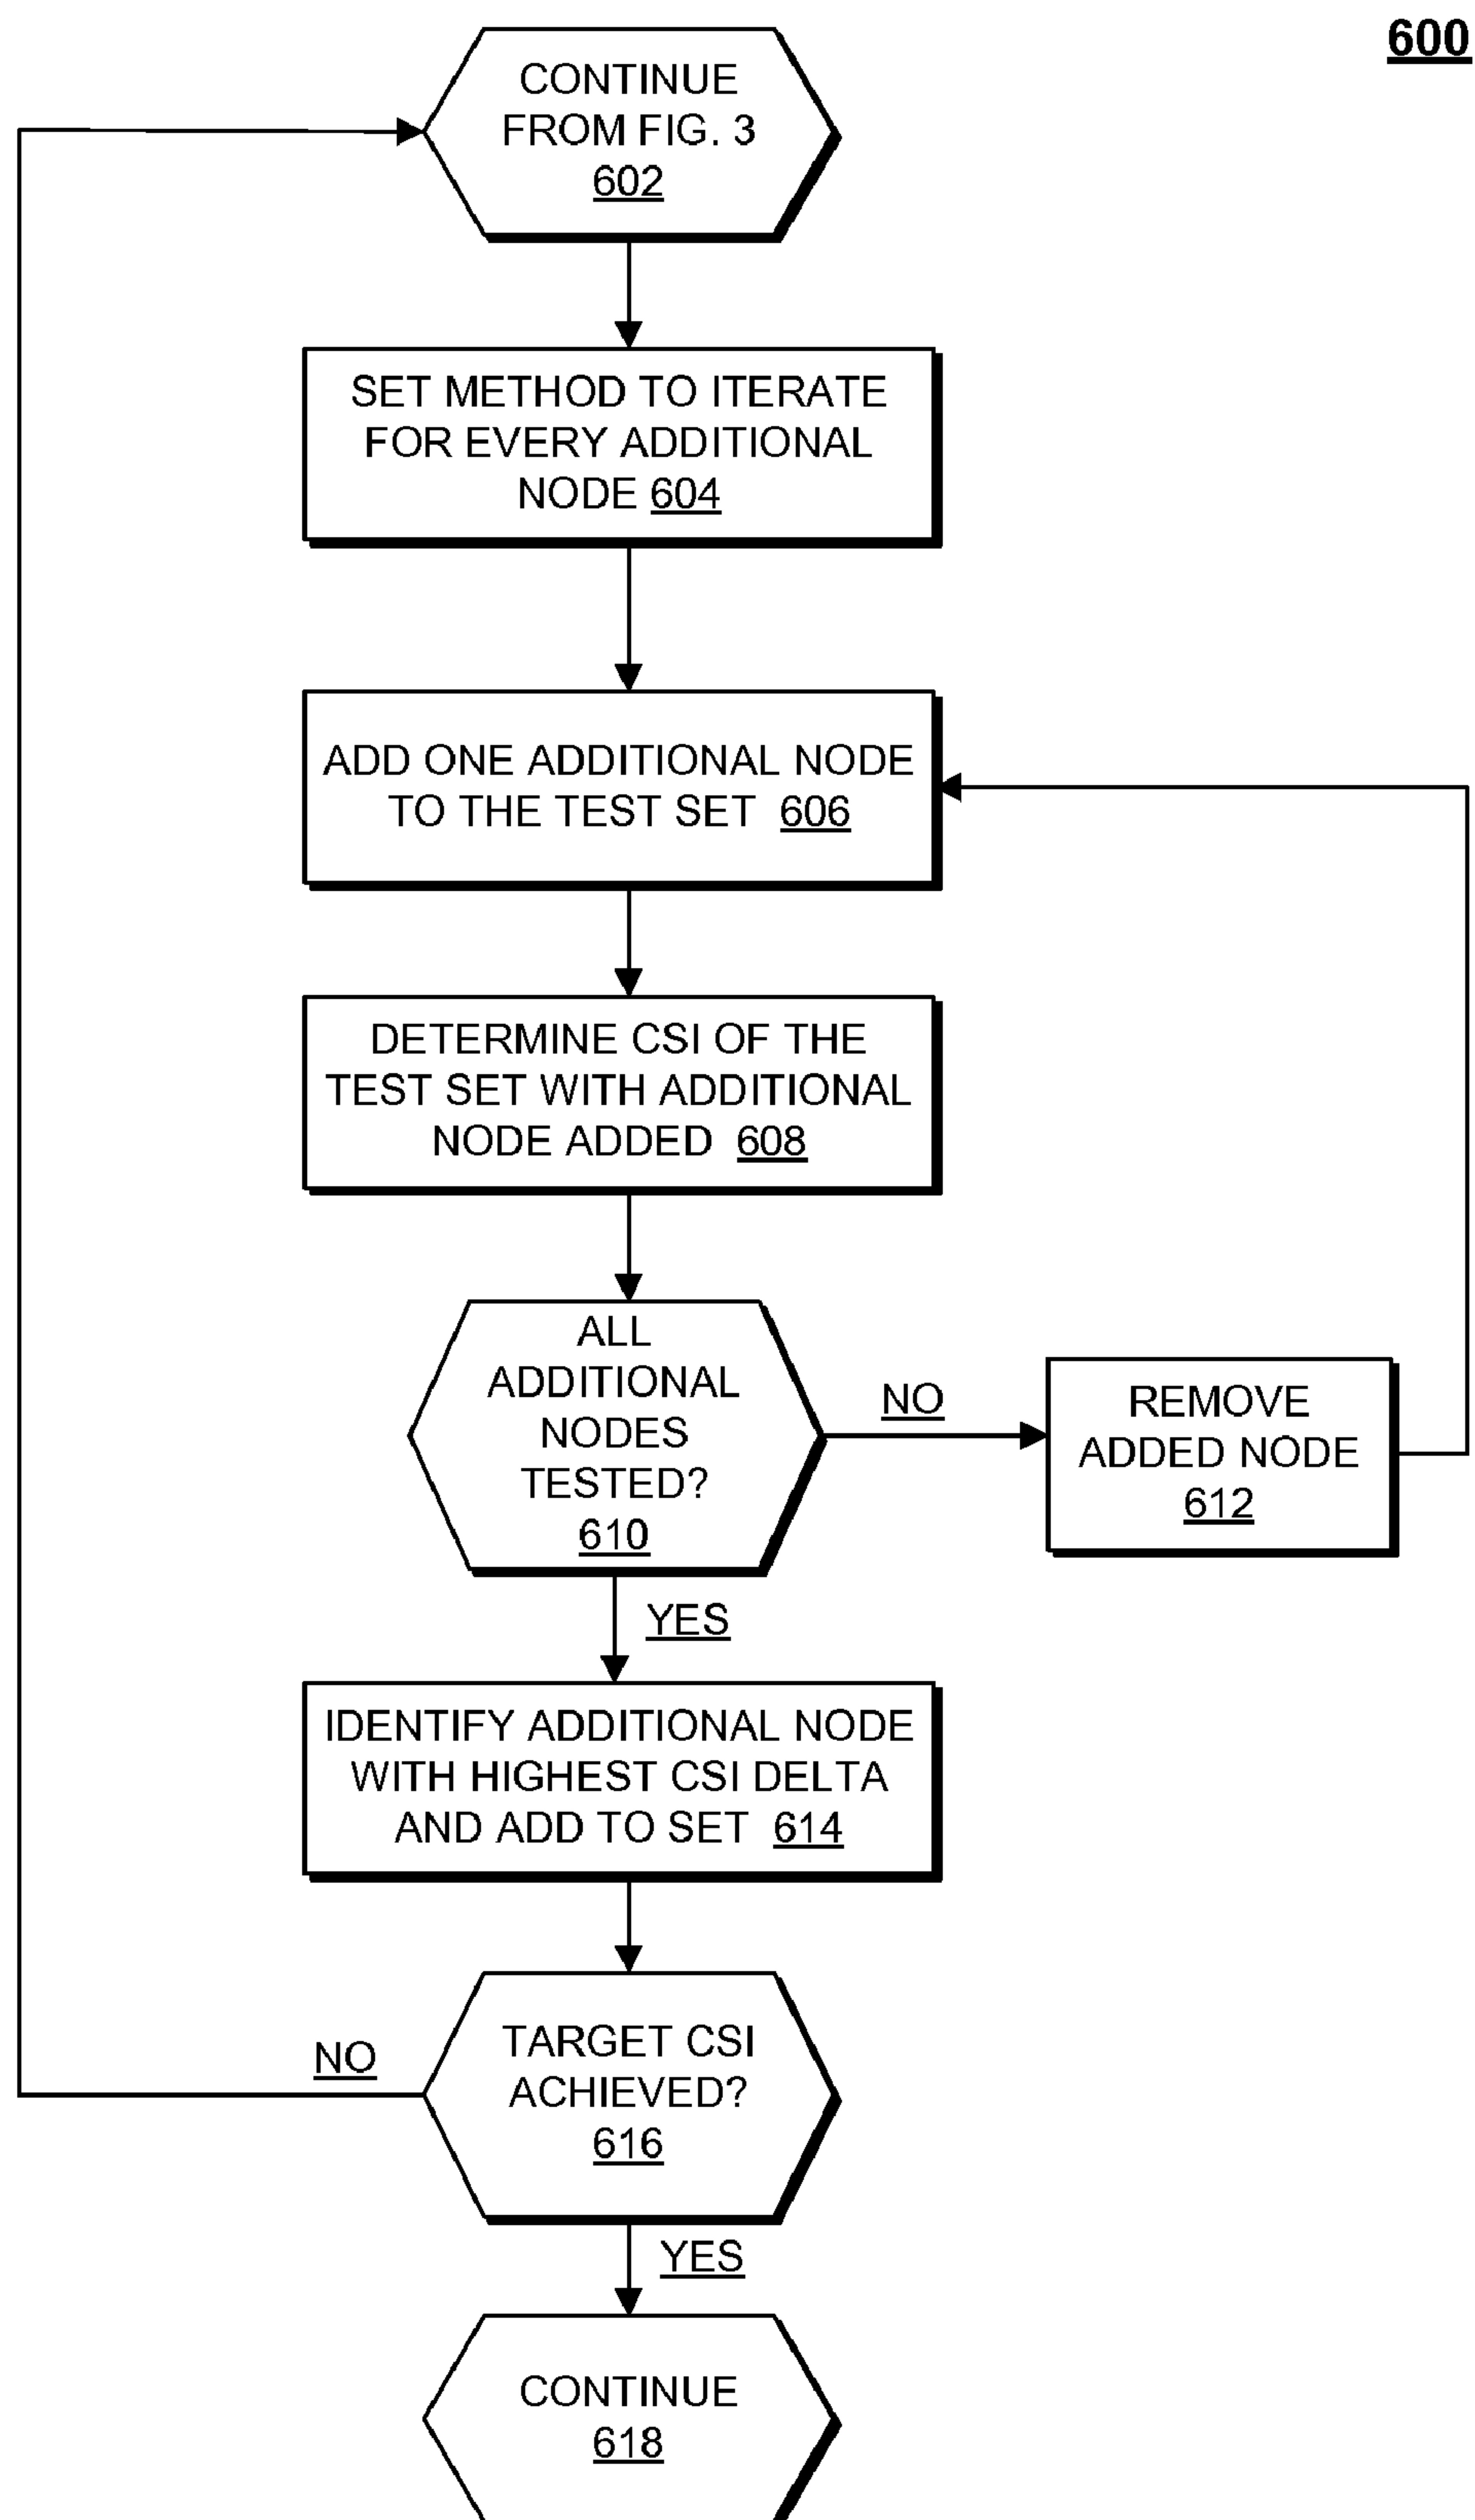 600
CONTINUE
FROM FIG. 3
602
SET METHOD TO ITERATE
FOR EVERY ADDITIONAL
NODE 604
ADD ONE ADDITIONAL NODE
TO THE TEST SET 606
DETERMINE CSI OF THE
TEST SET WITH ADDITIONAL
NODE ADDED 608
ALL
ADDITIONAL
NODES
TESTED?
610
NO
REMOVE
ADDED NODE
612
YES
IDENTIFY ADDITIONAL NODE
WITH HIGHEST CSI DELTA
AND ADD TO SET 614
TARGET CSI
ACHIEVED?
616
NO
YES
CONTINUE
618